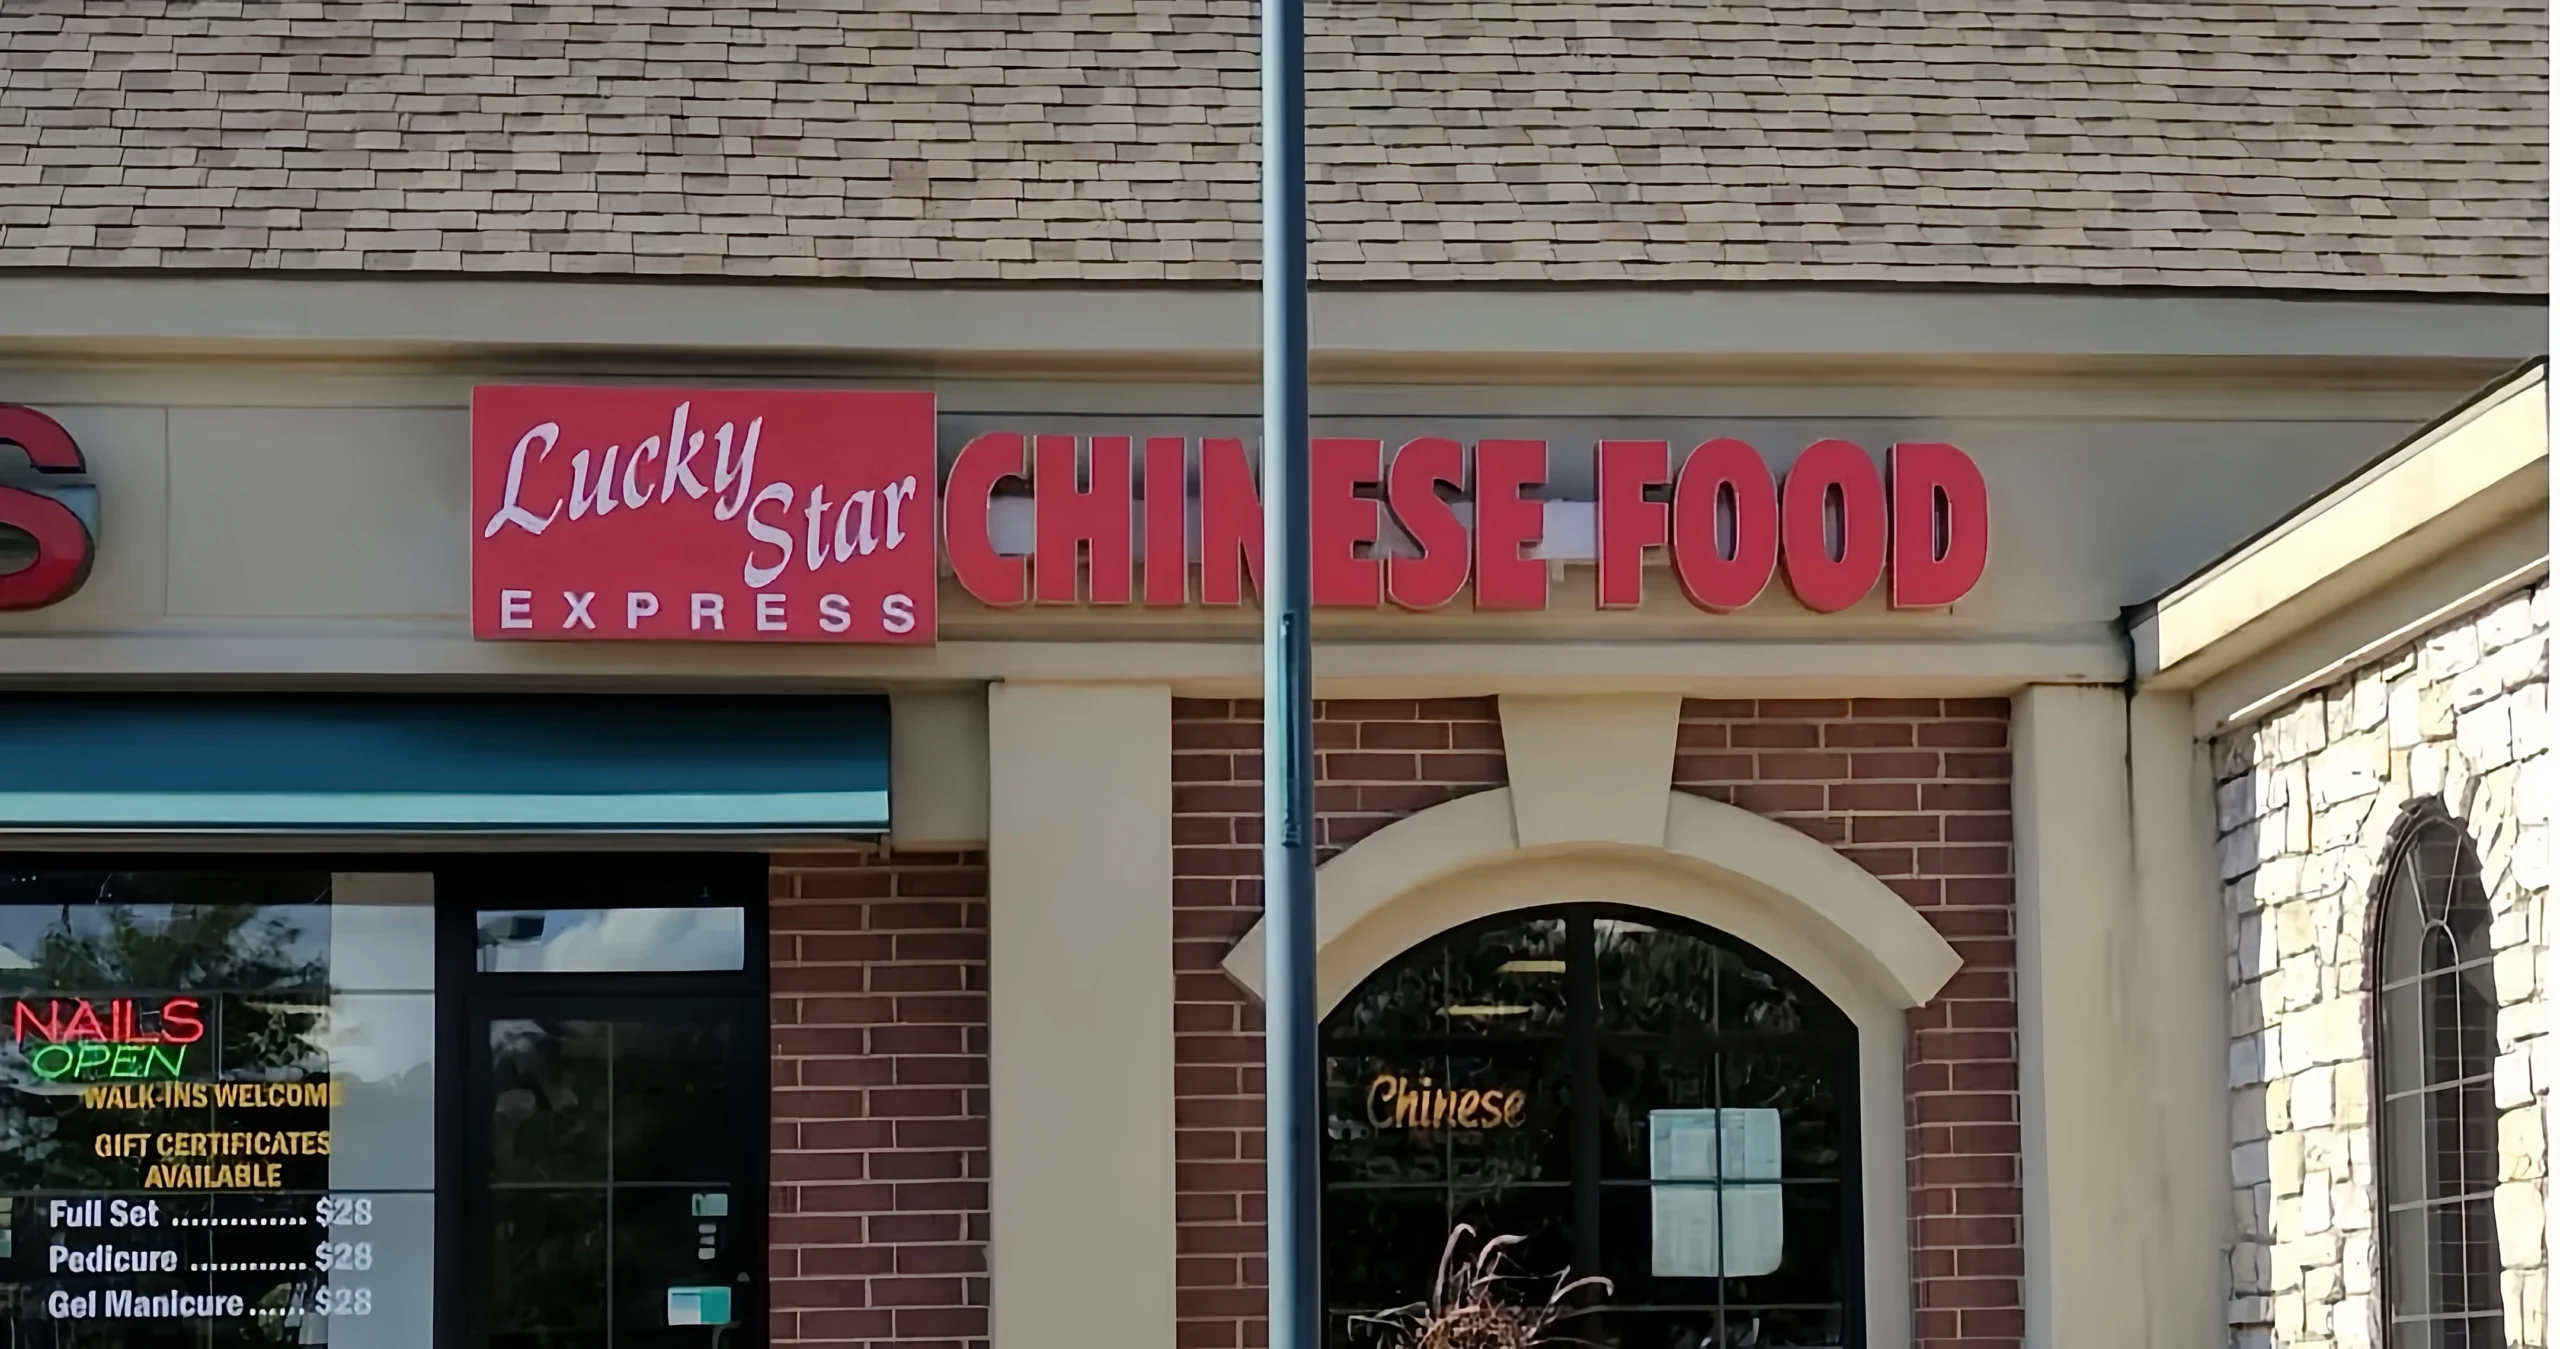 S
Lucky
Star
EXPRESS
CHINESE FOOD
NAILS
OPEN
WALK-INS WELCOME
GIFT CERTIFICATES
AVAILABLE
Full Set .............. $28
Pedicure ............ $28
Gel Manicure...... $28
Chinese